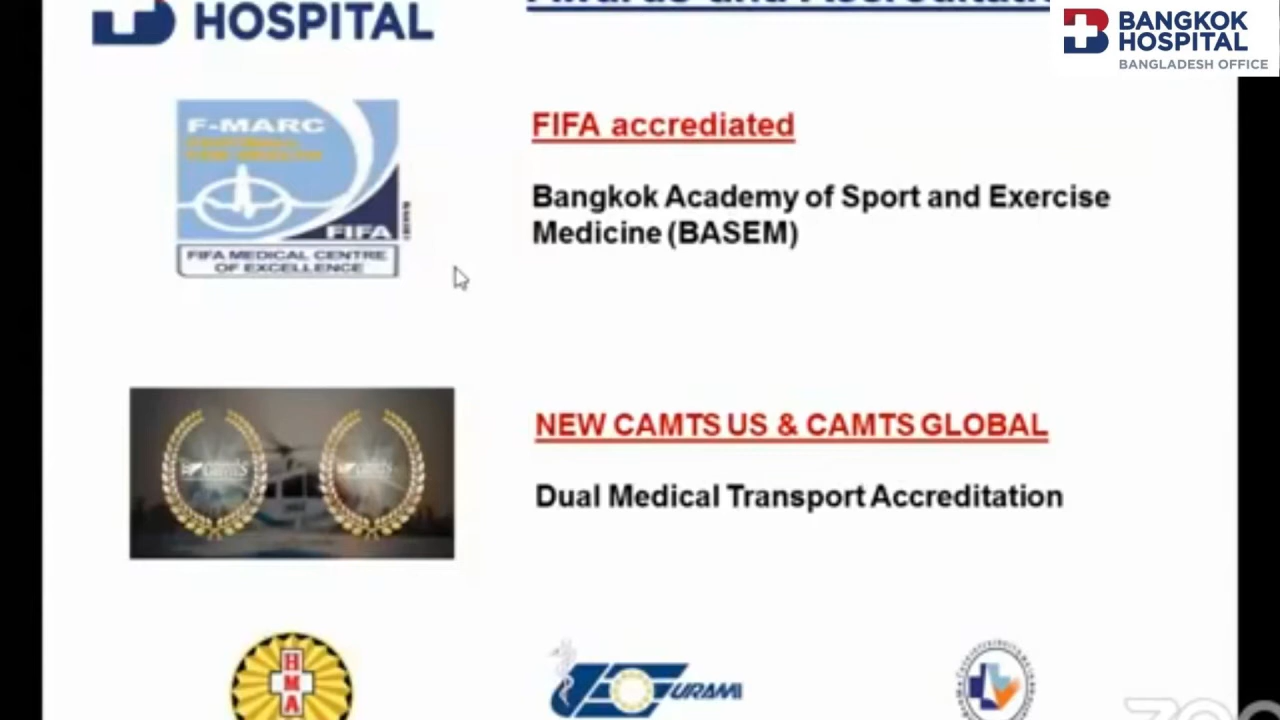 HOSPITAL
BANGKOK
HOSPITAL
BANGLADESH OFFICE
F-MARC
FIFA
FIFA MEDICAL CENTRE
OF EXCELLENCE
FIFA accrediated
Bangkok Academy of Sport and Exercise
Medicine (BASEM)
NEW CAMTS US & CAMTS GLOBAL
Dual Medical Transport Accreditation
HMA
EURAMI